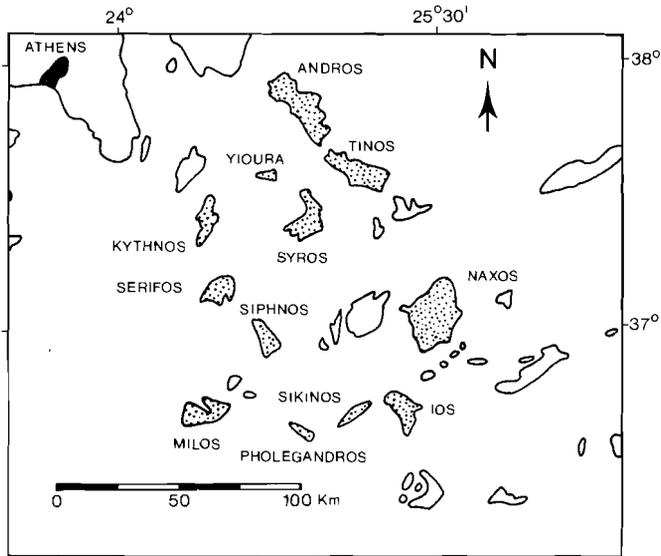 24°
25°30'
ATHENS
38°
N
ANDROS
TINOS
YIOURA
KYTHNOS
SYROS
NAXOS
SERIFOS
SIPHNOS
37°
SIKINOS
IOS
MILOS
PHOLEGANDROS
0 50 100 Km